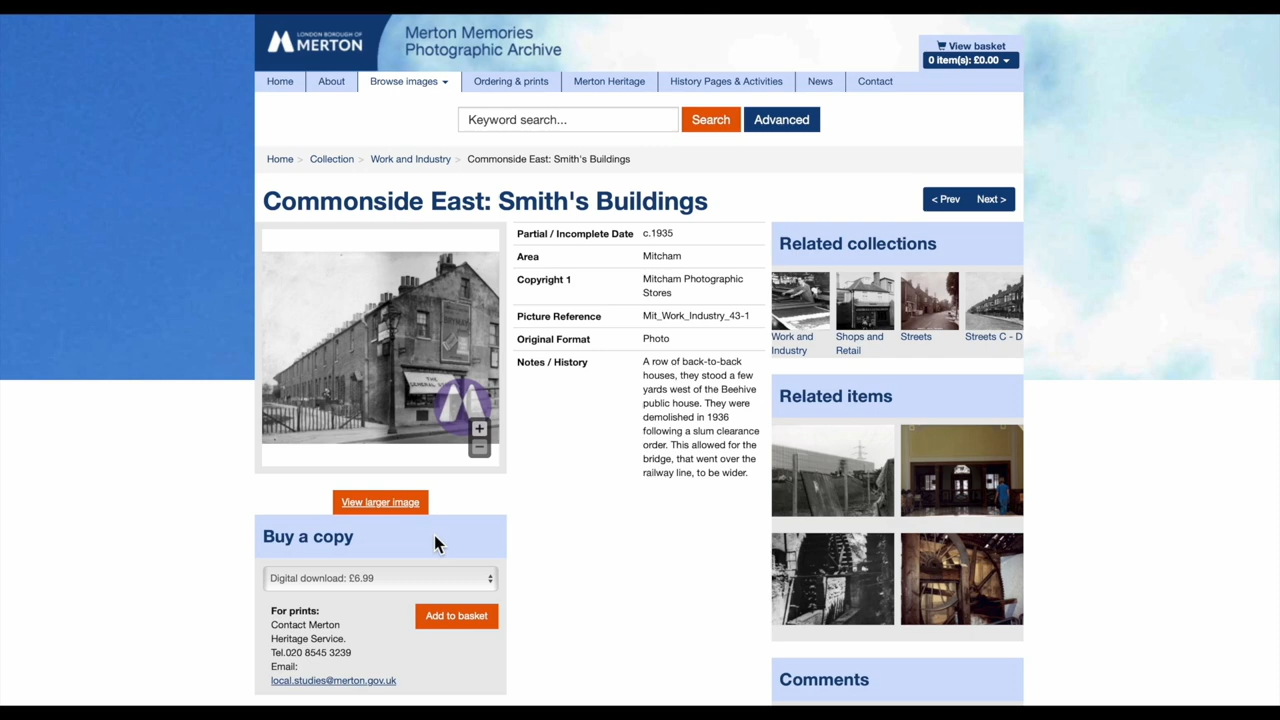 LONDON BOROUGH OF
MERTON
Merton Memories
Photographic Archive
View basket
0 item(s): £0.00
Home
About
Browse images
Ordering & prints
Merton Heritage
History Pages & Activities
News
Contact
Keyword search...
Search
Advanced
Home > Collection > Work and Industry > Commonside East: Smith's Buildings
Commonside East: Smith's Buildings
< Prev
Next >
THE
GENERAL
+
−
View larger image
Buy a copy
Digital download: £6.99
For prints:
Contact Merton
Heritage Service.
Tel.020 8545 3239
Email:
local.studies@merton.gov.uk
Add to basket
Partial / Incomplete Date c.1935
Area Mitcham
Copyright 1 Mitcham Photographic
Stores
Picture Reference Mit_Work_Industry_43-1
Original Format Photo
Notes / History A row of back-to-back
houses, they stood a few
yards west of the Beehive
public house. They were
demolished in 1936
following a slum clearance
order. This allowed for the
bridge, that went over the
railway line, to be wider.
Related collections
Work and
Industry
Shops and
Retail
Streets
Streets C - D
Related items
Comments